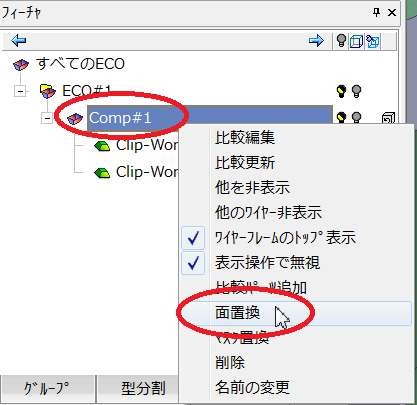 フィーチャ
すべてのECO
ECO#1
Comp#1
Clip-Wor
Clip-Wor
比較編集
比較更新
他を非表示
他のﾜｲﾔｰ非表示
ﾜｲﾔｰﾌﾚｰﾑのﾄｯﾌﾟ表示
表示操作で無視
比較ﾊﾟｰﾂ追加
面置換
ﾏｽｸ置換
削除
名前の変更
ｸﾞﾙｰﾌﾟ
型分割